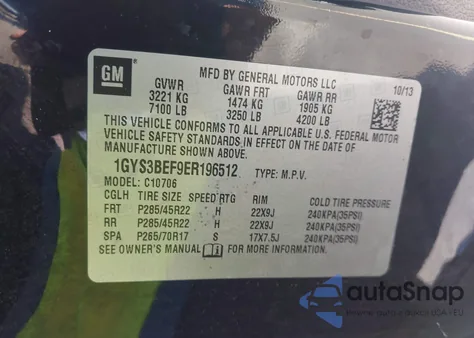 GM
MFD BY GENERAL MOTORS LLC
10/13
GVWR GAWR FRT GAWR RR
3221 KG 1474 KG 1905 KG
7100 LB 3250 LB 4200 LB
THIS VEHICLE CONFORMS TO ALL APPLICABLE U.S. FEDERAL MOTOR
VEHICLE SAFETY STANDARDS IN EFFECT ON THE DATE OF
MANUFACTURE SHOWN ABOVE.
1GYS3BEF9ER196512 TYPE: M.P.V.
MODEL: C10706
CGLH TIRE SIZE SPEED RTG RIM COLD TIRE PRESSURE
FRT P285/45R22 H 22X9J 240KPA(35PSI)
RR P285/45R22 H 22X9J 240KPA(35PSI)
SPA P265/70R17 S 17X7.5J 240KPA(35PSI)
SEE OWNER'S MANUAL FOR MORE INFORMATION.
autoSnap